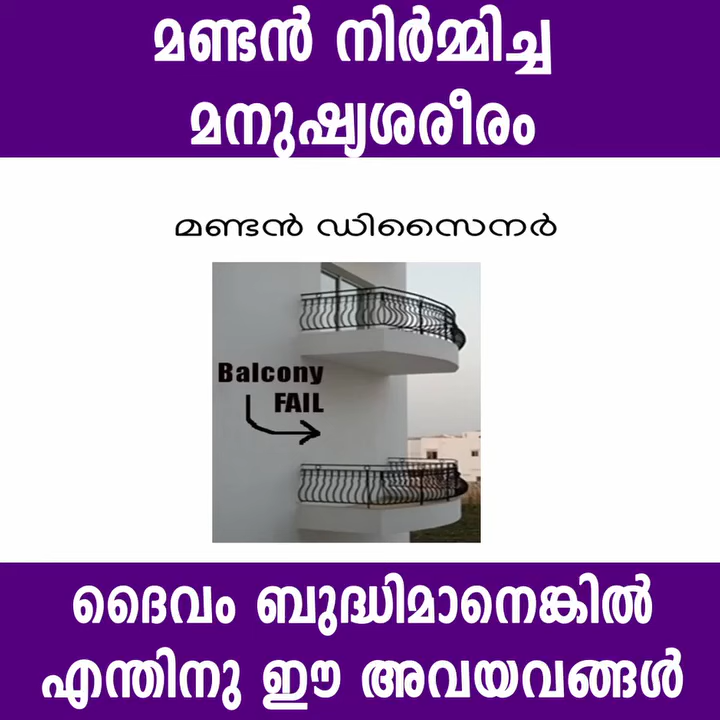 മണ്ടൻ നിർമ്മിച്ച
മനുഷ്യശരീരം
മണ്ടൻ ഡിസൈനർ
Balcony
FAIL
ദൈവം ബുദ്ധിമാനെങ്കിൽ
എന്തിനു ഈ അവയവങ്ങൾ